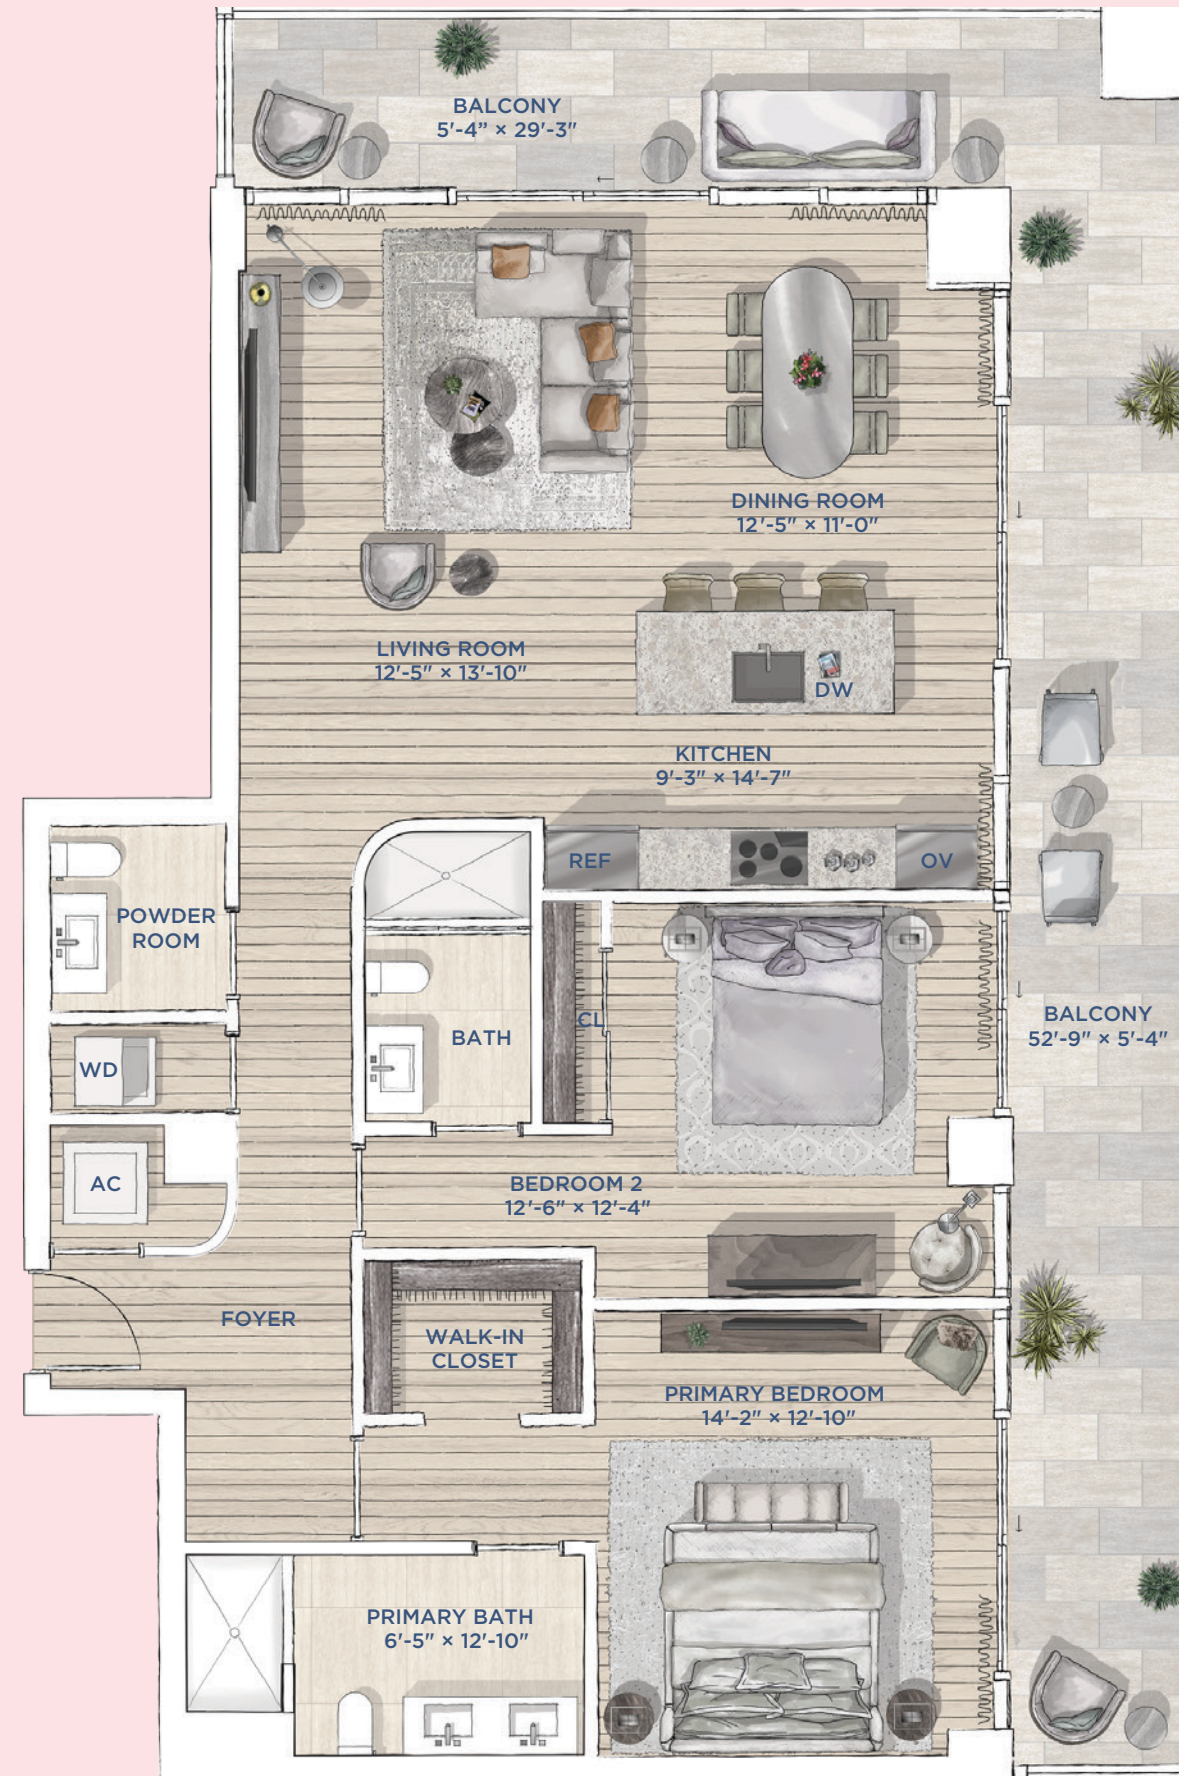 BALCONY
5'-4” × 29'-3"
DINING ROOM
12'-5" × 11'-0"
LIVING ROOM
12'-5" × 13'-10"
DW
KITCHEN
9'-3" × 14'-7"
REF
OV
POWDER
ROOM
CL
BALCONY
52'-9" × 5'-4"
BATH
WD
AC
BEDROOM 2
12'-6" × 12'-4"
FOYER
WALK-IN
CLOSET
PRIMARY BEDROOM
14'-2" × 12'-10"
PRIMARY BATH
6'-5" × 12'-10"